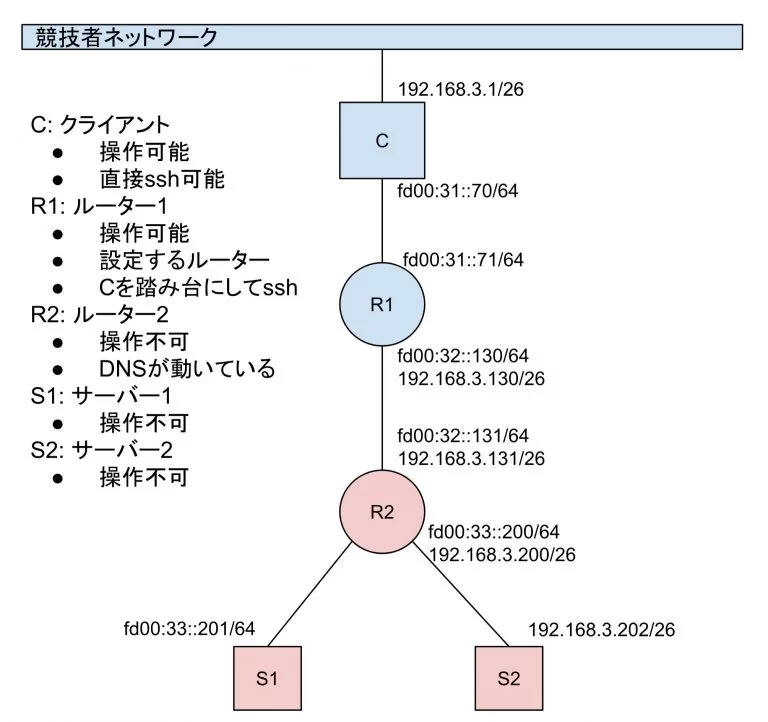 競技者ネットワーク
192.168.3.1/26
C
fd00:31::70/64
C: クライアント
● 操作可能
● 直接ssh可能
R1: ルーター1
● 操作可能
● 設定するルーター
● Cを踏み台にしてssh
R2: ルーター2
● 操作不可
● DNSが動いている
S1: サーバー1
● 操作不可
S2: サーバー2
● 操作不可
fd00:31::71/64
R1
fd00:32::130/64
192.168.3.130/26
fd00:32::131/64
192.168.3.131/26
R2
fd00:33::200/64
192.168.3.200/26
fd00:33::201/64
192.168.3.202/26
S1
S2